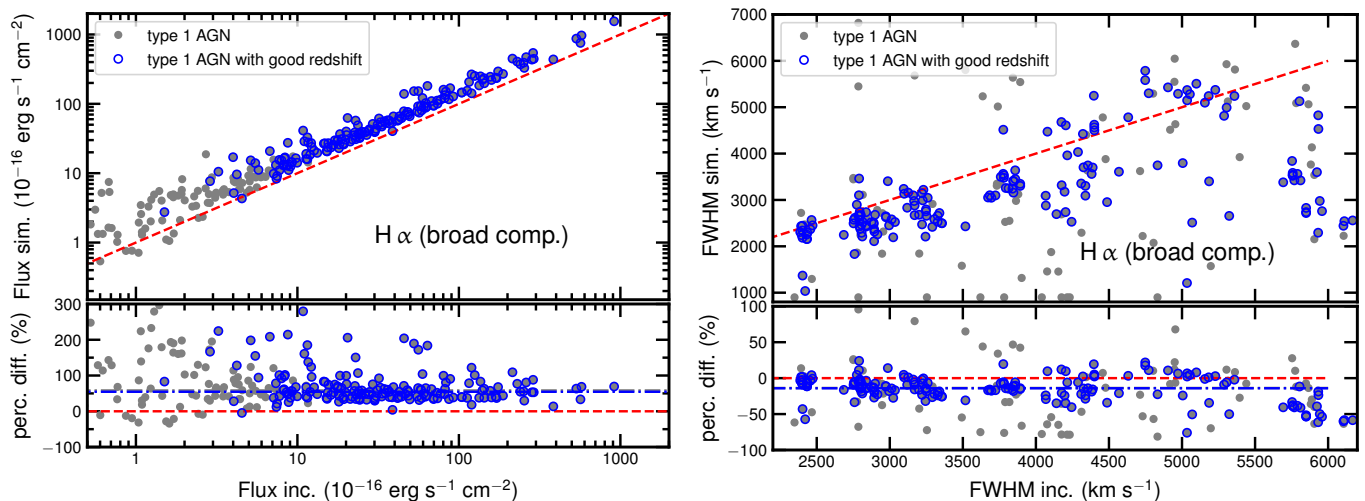 type 1 AGN
type 1 AGN with good redshift
Flux sim. (10⁻¹⁶ erg s⁻¹ cm⁻²)
1000
100
10
1
H α (broad comp.)
perc. diff. (%)
300
200
100
0
−100
1
10
100
1000
Flux inc. (10⁻¹⁶ erg s⁻¹ cm⁻²)
type 1 AGN
type 1 AGN with good redshift
FWHM sim. (km s⁻¹)
7000
6000
5000
4000
3000
2000
1000
H α (broad comp.)
perc. diff. (%)
100
50
0
−50
−100
2500
3000
3500
4000
4500
5000
5500
6000
FWHM inc. (km s⁻¹)